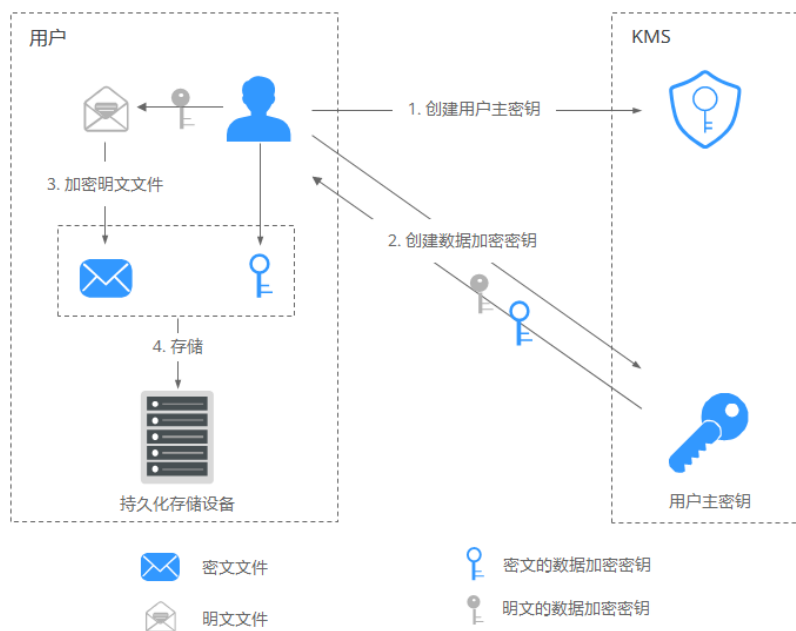 用户
KMS
1. 创建用户主密钥
3. 加密明文文件
2. 创建数据加密密钥
4. 存储
持久化存储设备
用户主密钥
密文文件
密文的数据加密密钥
明文文件
明文的数据加密密钥